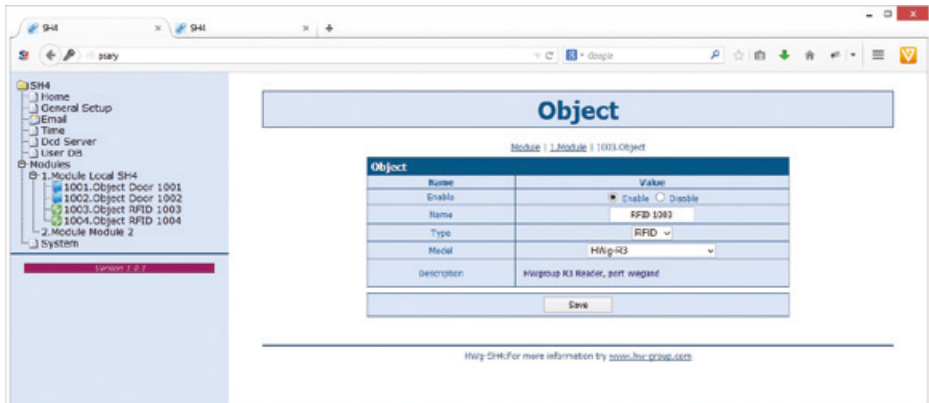 SH4
SH4
Google
SH4
Home
General Setup
Email
Time
Dcd Server
User DB
Modules
1.Module Local SH4
1001.Object Door 1001
1002.Object Door 1002
1003.Object RFID 1003
1004.Object RFID 1004
2.Module Module 2
System
Version 1.0.1
Object
Module | 1.Module | 1003.Object
Object
Name Value
Enable Enable Disable
Name RFID 1003
Type RFID
Model HWg-R3
Description HWgroup R3 Reader, port wiegand
Save
HWg-SH4:For more information try www.hw-group.com